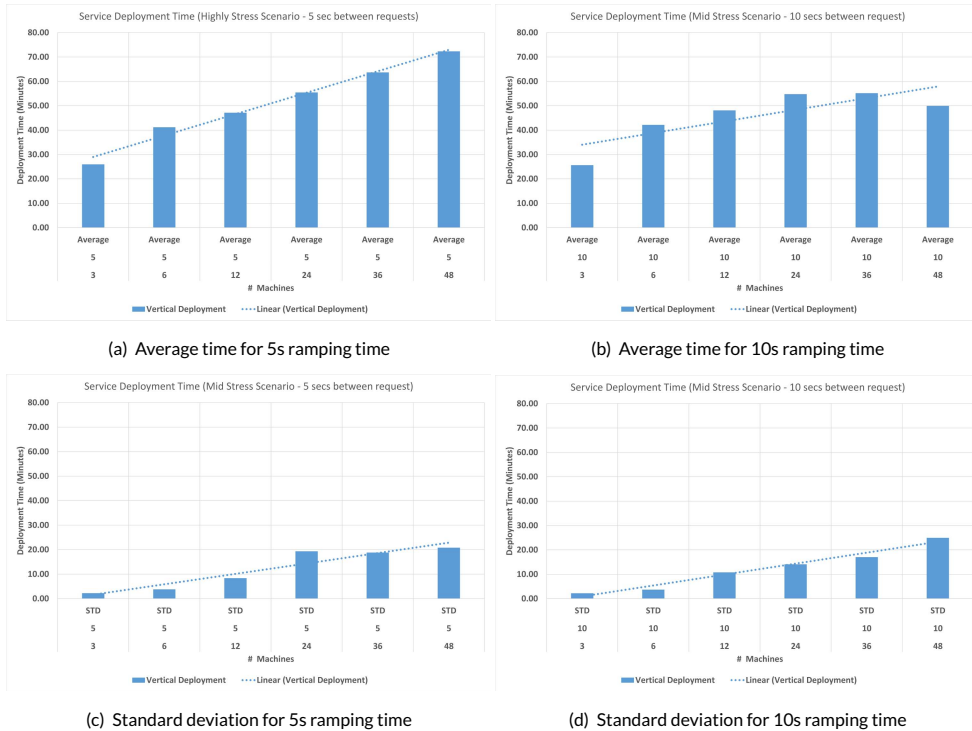 Service Deployment Time (Highly Stress Scenario - 5 sec between requests)
Deployment Time (Minutes)
80.00
70.00
60.00
50.00
40.00
30.00
20.00
10.00
0.00
Average Average Average Average Average Average
5 5 5 5 5 5
3 6 12 24 36 48
# Machines
Vertical Deployment Linear (Vertical Deployment)
(a) Average time for 5s ramping time
Service Deployment Time (Mid Stress Scenario - 10 secs between request)
Deployment Time (Minutes)
80.00
70.00
60.00
50.00
40.00
30.00
20.00
10.00
0.00
Average Average Average Average Average Average
10 10 10 10 10 10
3 6 12 24 36 48
# Machines
Vertical Deployment Linear (Vertical Deployment)
(b) Average time for 10s ramping time
Service Deployment Time (Mid Stress Scenario - 5 secs between request)
Deployment Time (Minutes)
80.00
70.00
60.00
50.00
40.00
30.00
20.00
10.00
0.00
STD STD STD STD STD STD
5 5 5 5 5 5
3 6 12 24 36 48
# Machines
Vertical Deployment Linear (Vertical Deployment)
(c) Standard deviation for 5s ramping time
Service Deployment Time (Mid Stress Scenario - 10 secs between request)
Deployment Time (Minutes)
80.00
70.00
60.00
50.00
40.00
30.00
20.00
10.00
0.00
STD STD STD STD STD STD
10 10 10 10 10 10
3 6 12 24 36 48
# Machines
Vertical Deployment Linear (Vertical Deployment)
(d) Standard deviation for 10s ramping time